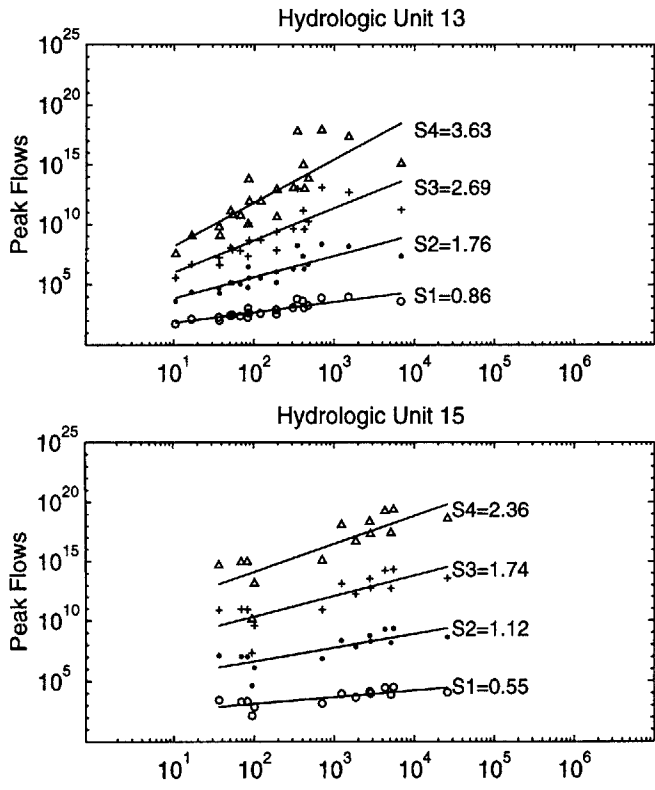 Hydrologic Unit 13
Peak Flows
10^25
10^20
10^15
10^10
10^5
S4=3.63
S3=2.69
S2=1.76
S1=0.86
10^1 10^2 10^3 10^4 10^5 10^6
Hydrologic Unit 15
Peak Flows
10^25
10^20
10^15
10^10
10^5
S4=2.36
S3=1.74
S2=1.12
S1=0.55
10^1 10^2 10^3 10^4 10^5 10^6